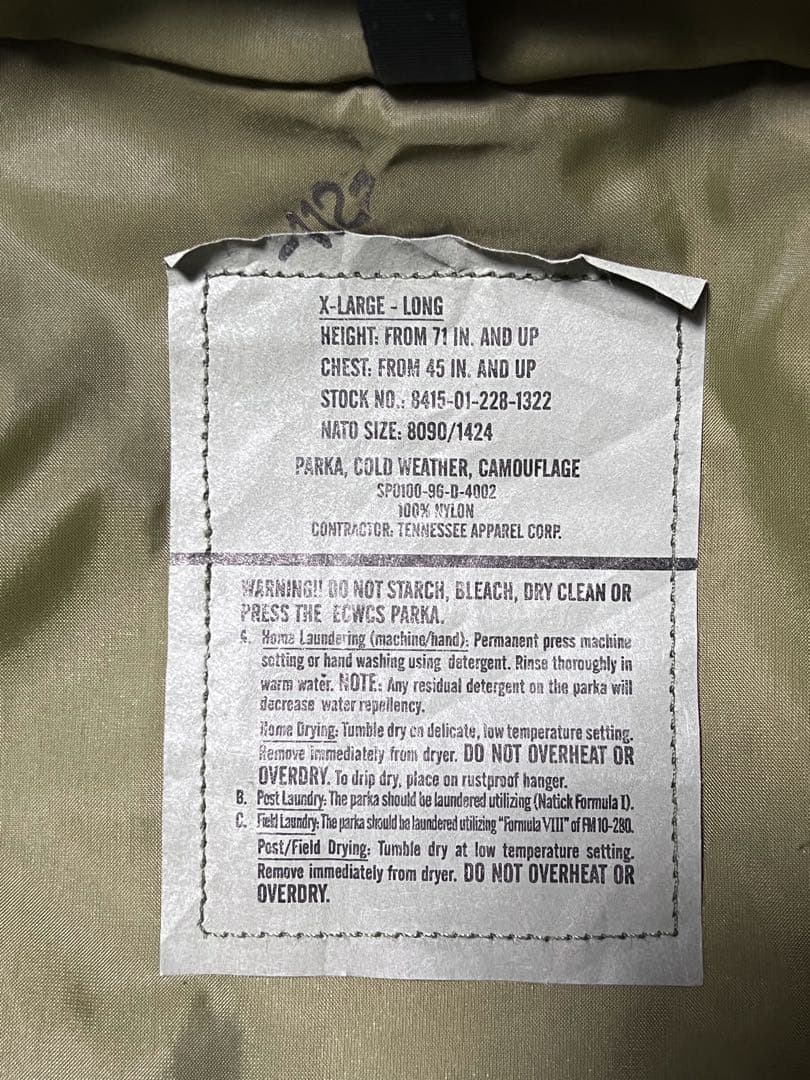 X-LARGE - LONG
HEIGHT: FROM 71 IN. AND UP
CHEST: FROM 45 IN. AND UP
STOCK NO.: 8415-01-228-1322
NATO SIZE: 8090/1424
PARKA, COLD WEATHER, CAMOUFLAGE
SPO100-96-D-4002
100% NYLON
CONTRACTOR: TENNESSEE APPAREL CORP.
WARNING!! DO NOT STARCH, BLEACH, DRY CLEAN OR
PRESS THE ECWCS PARKA.
Home Laundering (machine/hand): Permanent press machine
setting or hand washing using detergent. Rinse thoroughly in
warm water. NOTE: Any residual detergent on the parka will
decrease water repellency.
Home Drying: Tumble dry on delicate, low temperature setting.
Remove immediately from dryer. DO NOT OVERHEAT OR
OVERDRY. To drip dry, place on rustproof hanger.
B. Post Laundry: The parka should be laundered utilizing (Natick Formula I).
C. Field Laundry: The parka should be laundered utilizing "Formula VIII" of FM 10-280.
Post/Field Drying: Tumble dry at low temperature setting.
Remove immediately from dryer. DO NOT OVERHEAT OR
OVERDRY.